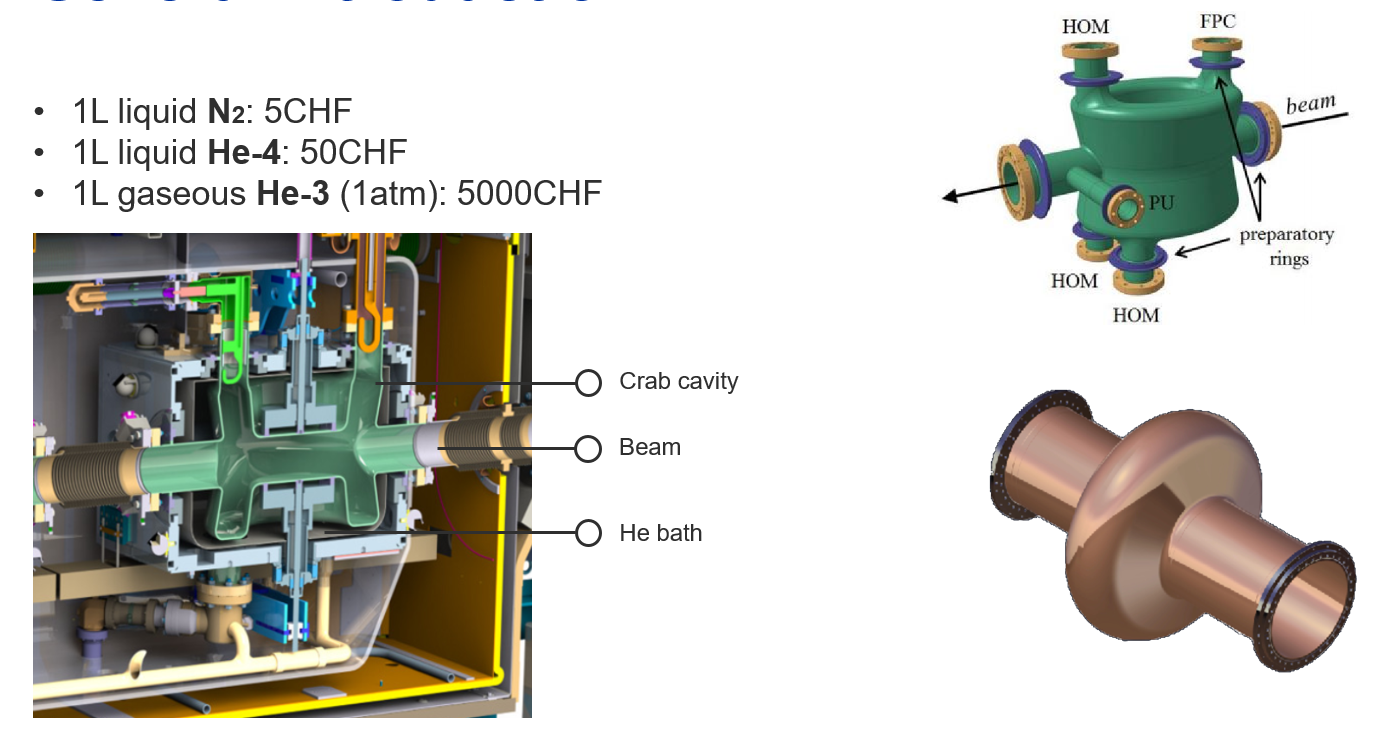 • 1L liquid N2: 5CHF
• 1L liquid He-4: 50CHF
• 1L gaseous He-3 (1atm): 5000CHF
HOM
FPC
beam
PU
preparatory
rings
HOM
HOM
Crab cavity
Beam
He bath